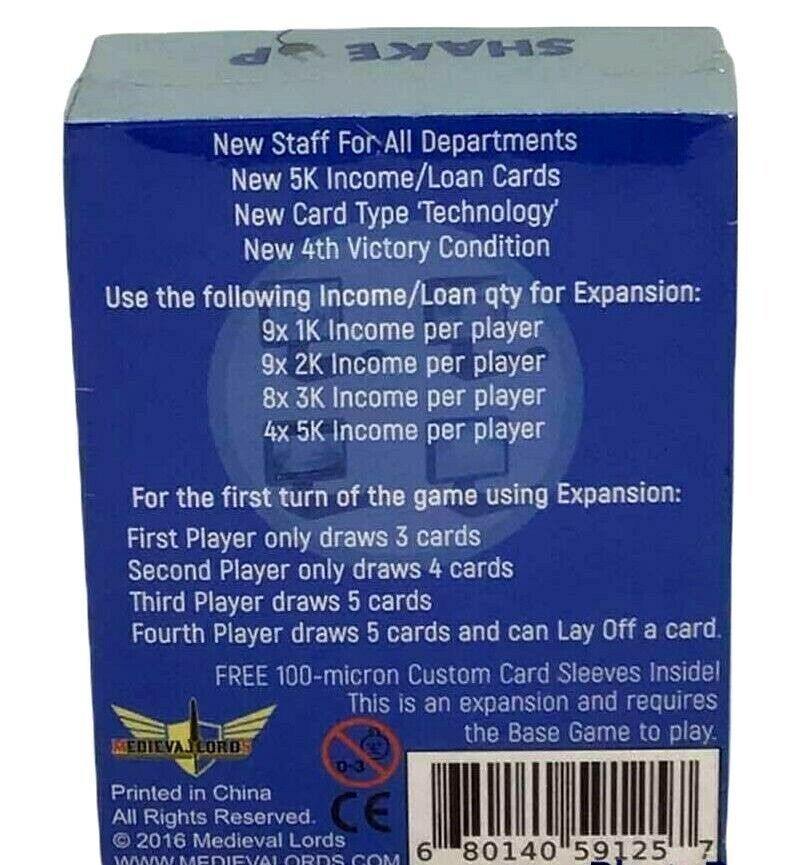 SHAKE UP
New Staff For All Departments
New 5K Income/Loan Cards
New Card Type 'Technology'
New 4th Victory Condition
Use the following Income/Loan qty for Expansion:
9x 1K Income per player
9x 2K Income per player
8x 3K Income per player
4x 5K Income per player
For the first turn of the game using Expansion:
First Player only draws 3 cards
Second Player only draws 4 cards
Third Player draws 5 cards
Fourth Player draws 5 cards and can Lay Off a card.
FREE 100-micron Custom Card Sleeves Inside!
This is an expansion and requires
the Base Game to play.
MEDIEVAL LORDS
0-3
Printed in China
All Rights Reserved.
CE
© 2016 Medieval Lords
WWW.MEDIEVALORDS.COM
6 80140 59125 7